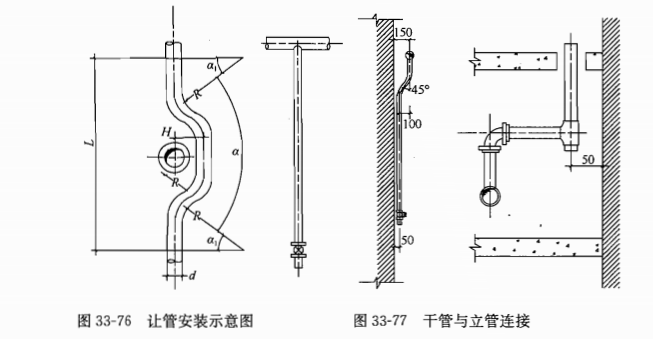 α₁
R
H
L
α
R
R
α₁
d
150
45°
100
50
50
图 33-76 让管安装示意图
图 33-77 干管与立管连接